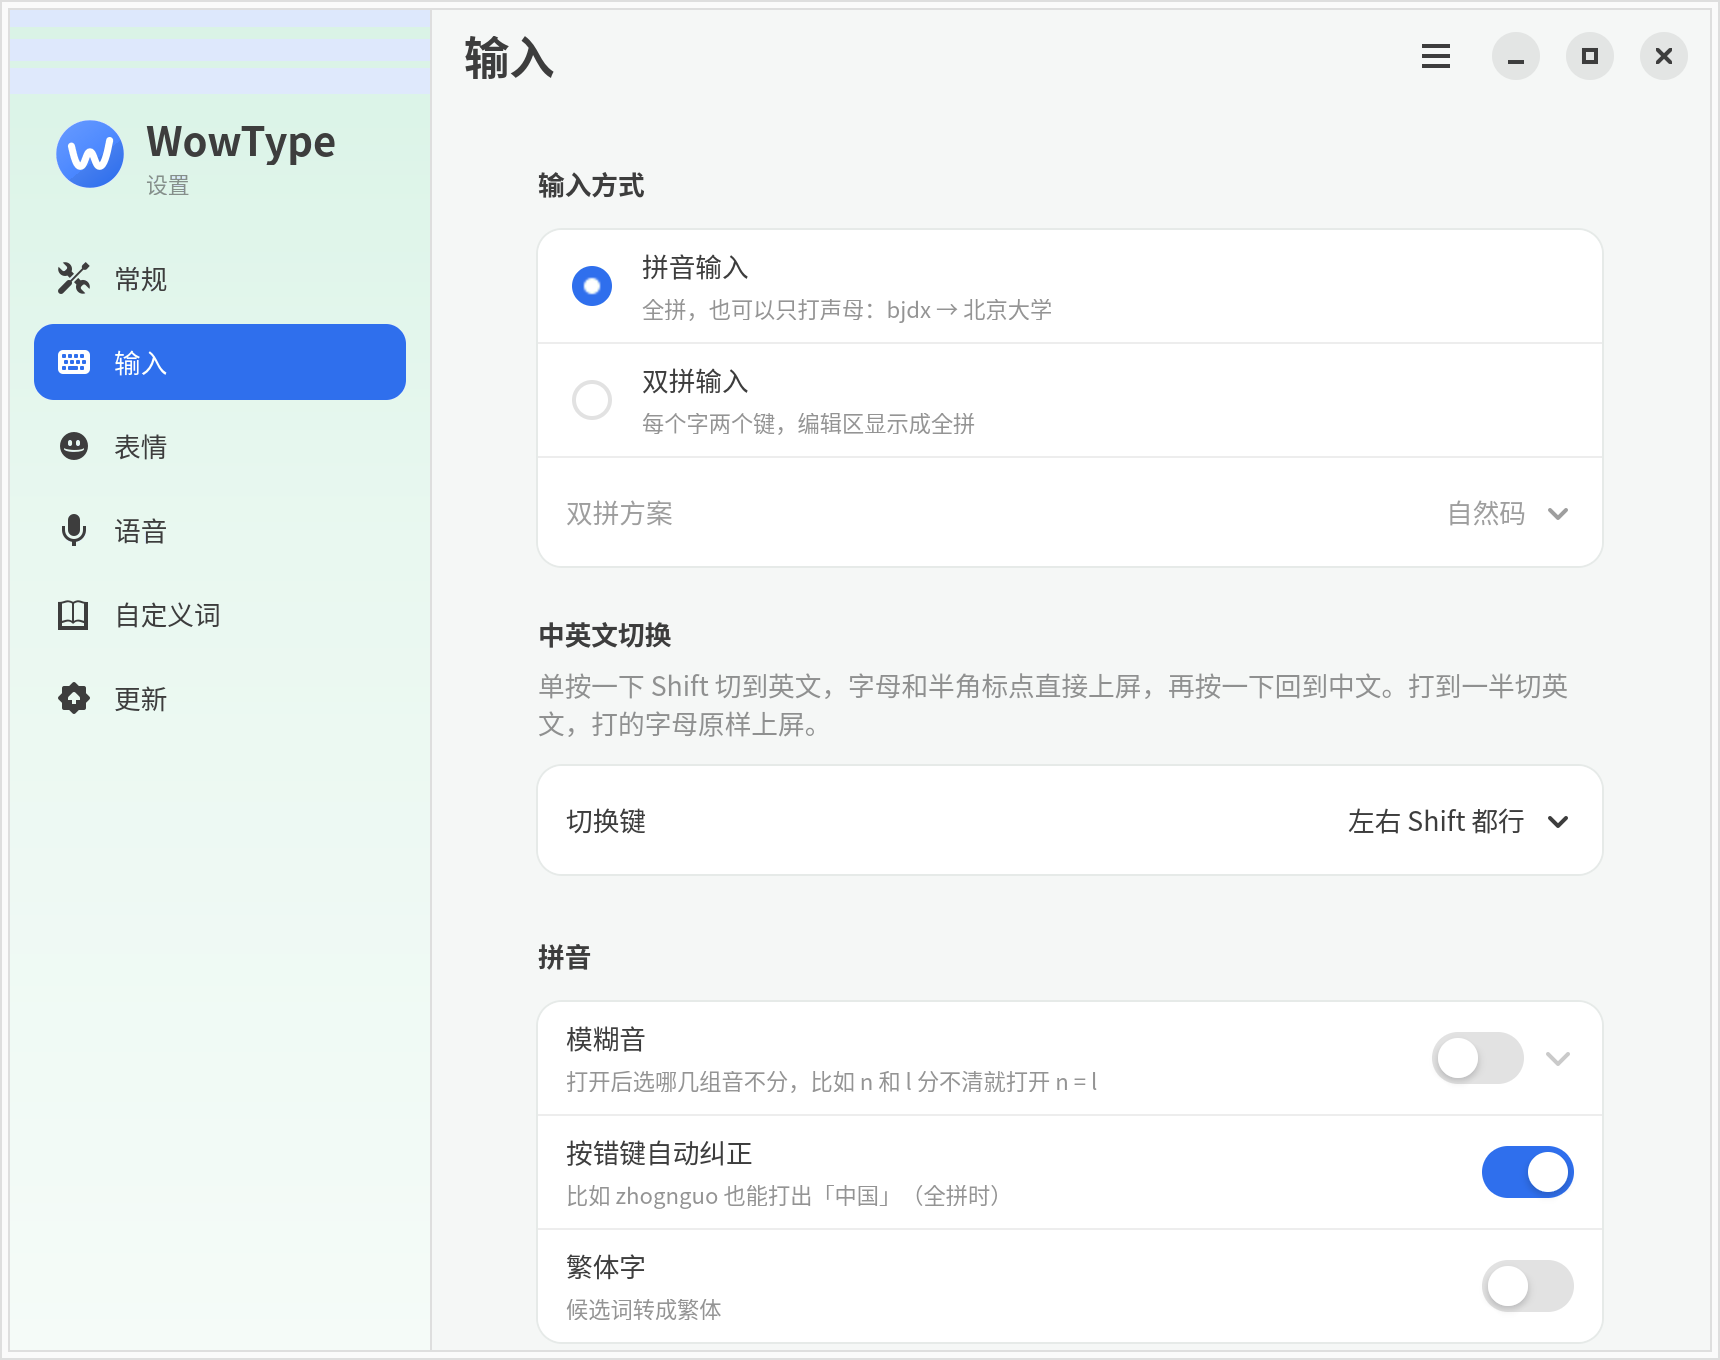 输入
WowType
设置
常规
输入
表情
语音
自定义词
更新
输入方式
拼音输入
全拼，也可以只打声母：bjdx → 北京大学
双拼输入
每个字两个键，编辑区显示成全拼
双拼方案
自然码
中英文切换
单按一下 Shift 切到英文，字母和半角标点直接上屏，再按一下回到中文。打到一半切英
文，打的字母原样上屏。
切换键
左右 Shift 都行
拼音
模糊音
打开后选哪几组音不分，比如 n 和 l 分不清就打开 n = l
按错键自动纠正
比如 zhognguo 也能打出「中国」（全拼时）
繁体字
候选词转成繁体